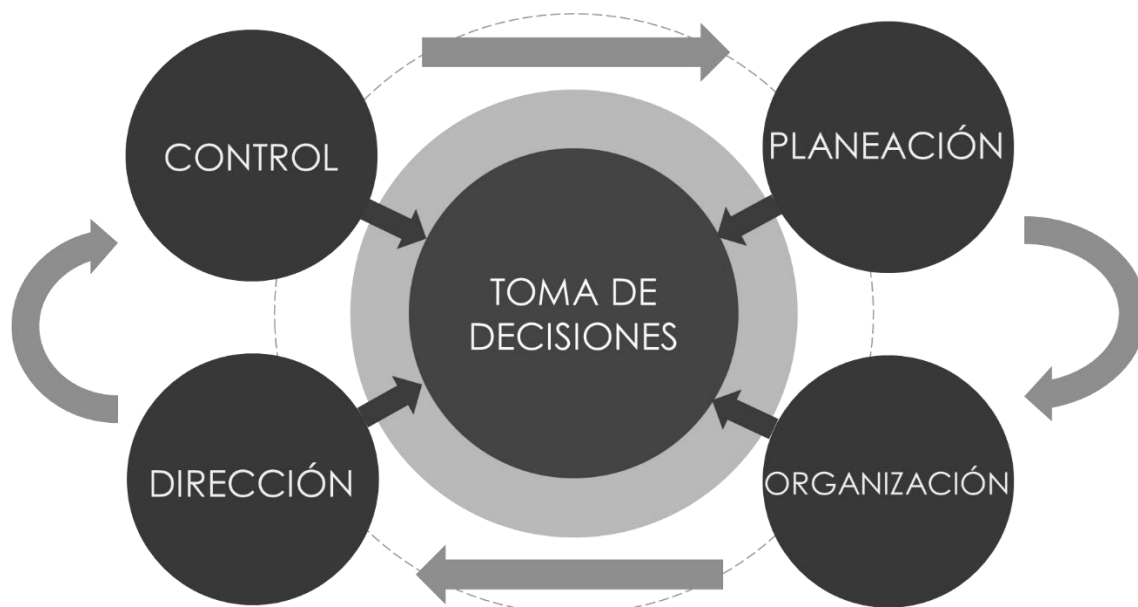 CONTROL
PLANEACIÓN
TOMA DE
DECISIONES
DIRECCIÓN
ORGANIZACIÓN